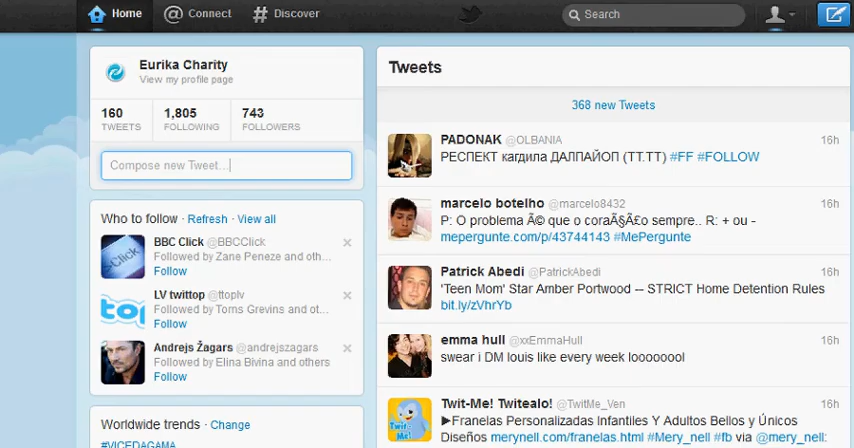 Home
Connect
Discover
Search
Eurika Charity
View my profile page
160 1,805 743
TWEETS FOLLOWING FOLLOWERS
Compose new Tweet...
Who to follow · Refresh · View all
BBC Click @BBCClick
Followed by Zane Peneze and oth...
Follow
LV twittop @ttoplv
Followed by Toms Grevins and ot...
Follow
Andrejs Žagars @andrejszagars
Followed by Elina Bivina and others
Follow
Worldwide trends · Change
#VICEDAGAMA
Tweets
368 new Tweets
PADONAK @OLBANIA 16h
РЕСПЕКТ кагдила ДАЛПАЙОП (TT.TT) #FF #FOLLOW
marcelo botelho @marcelo8432 16h
P: O problema Ã© que o coraÃ§Ã£o sempre.. R: + ou -
mepergunte.com/p/43744143 #MePergunte
Patrick Abedi @PatrickAbedi 16h
'Teen Mom' Star Amber Portwood -- STRICT Home Detention Rules
bit.ly/zVhrYb
emma hull @xxEmmaHull 16h
swear i DM louis like every week looooooool
Twit-Me! Twitealo! @TwitMe_Ven 16h
►Franelas Personalizadas Infantiles Y Adultos Bellos y Únicos
Diseños merynell.com/franelas.html #Mery_nell #fb via @mery_nell: